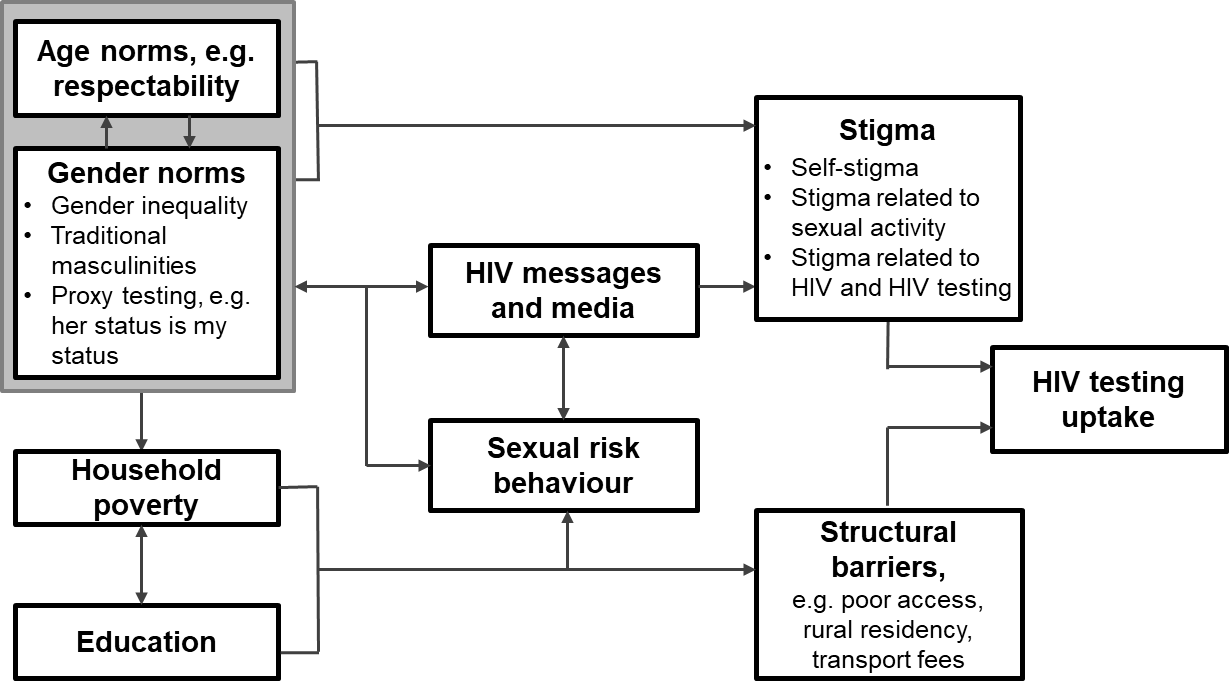 Age norms, e.g.
respectability
Gender norms
• Gender inequality
• Traditional
masculinities
• Proxy testing, e.g.
her status is my
status
Household
poverty
Education
HIV messages
and media
Sexual risk
behaviour
Stigma
• Self-stigma
• Stigma related to
sexual activity
• Stigma related to
HIV and HIV testing
Structural
barriers,
e.g. poor access,
rural residency,
transport fees
HIV testing
uptake